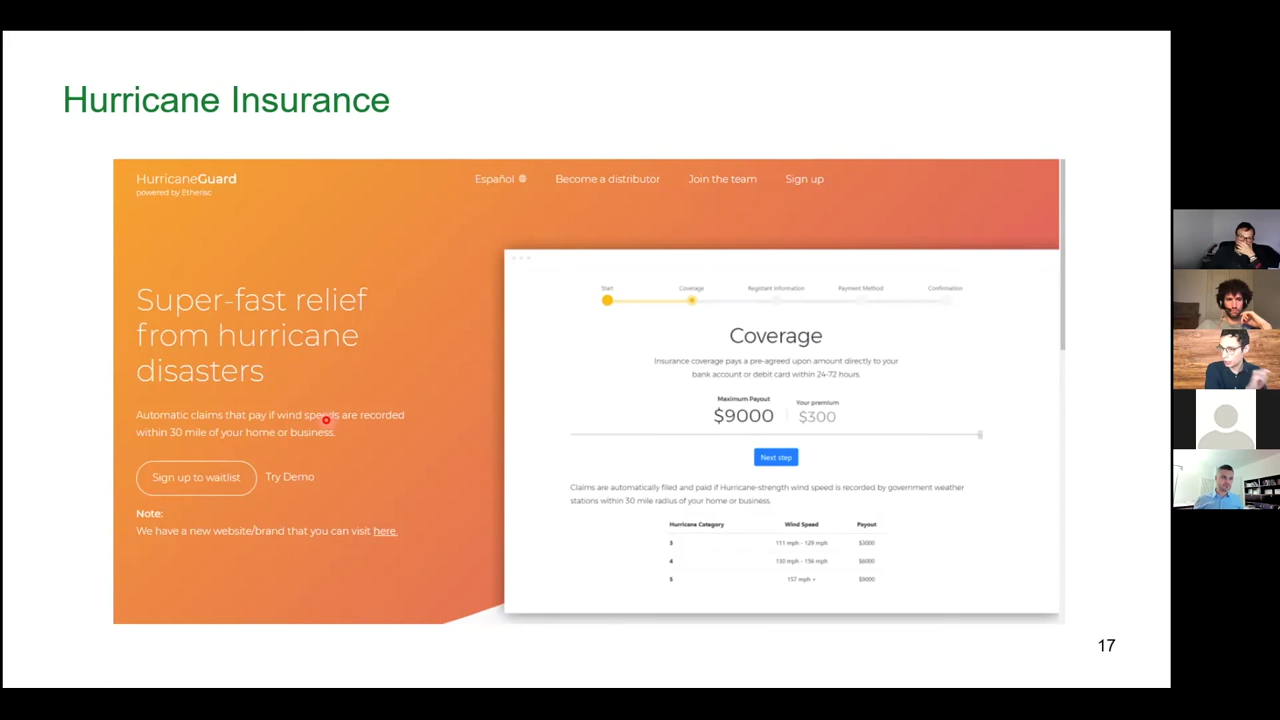 Hurricane Insurance
HurricaneGuard
powered by Etherisc
Español
Become a distributor
Join the team
Sign up
Super-fast relief
from hurricane
disasters
Automatic claims that pay if wind speeds are recorded
within 30 mile of your home or business.
Sign up to waitlist
Try Demo
Note:
We have a new website/brand that you can visit here.
Start
Coverage
Registant Information
Payment Method
Confirmation
Coverage
Insurance coverage pays a pre-agreed upon amount directly to your
bank account or debit card within 24-72 hours.
Maximum Payout
Your premium
$9000
$300
Next step
Claims are automatically filed and paid if Hurricane-strength wind speed is recorded by government weather
stations within 30 mile radius of your home or business.
Hurricane Category Wind Speed Payout
3 111 mph - 129 mph $3000
4 130 mph - 156 mph $6000
5 157 mph + $9000
17